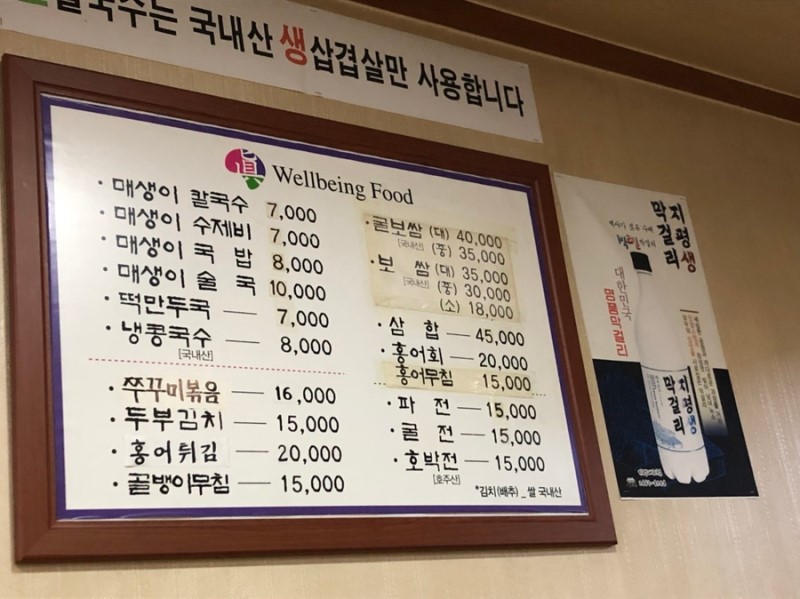 칼국수는 국내산 생삼겹살만 사용합니다
Wellbeing Food
· 매생이 칼국수 7,000
· 매생이 수제비 7,000
· 매생이 국밥 8,000
· 매생이 술국 10,000
· 떡만두국 — 7,000
· 냉콩국수 — 8,000
[국내산]
· 쭈꾸미볶음 — 16,000
· 두부김치 — 15,000
· 홍어튀김 — 20,000
· 골뱅이무침 — 15,000
· 굴보쌈 (대) 40,000
[국내산] (중) 35,000
· 보 쌈 (대) 35,000
[국내산] (중) 30,000
(소) 18,000
· 삼 합 — 45,000
· 홍어회 — 20,000
홍어무침 15,000
· 파 전 — 15,000
· 굴 전 — 15,000
· 호박전 — 15,000
[호주산]
*김치(배추)_쌀 국내산
지평생
막걸리
대한민국
명품막걸리
지평생
막걸리